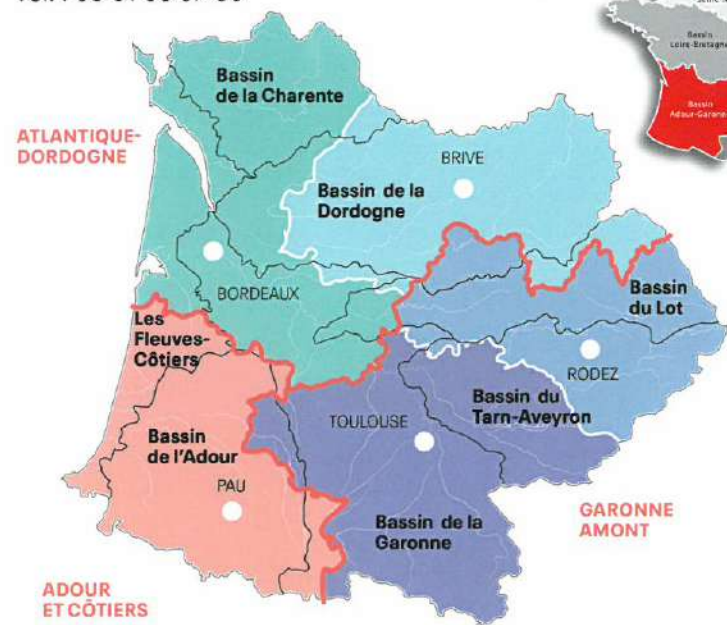 Bassin
Loire-Bretagne
Bassin
Adour-Garonne
Bassin
de la Charente
ATLANTIQUE-
DORDOGNE
BRIVE
Bassin de la
Dordogne
BORDEAUX
Bassin
du Lot
Les
Fleuves-
Côtiers
RODEZ
Bassin du
Tarn-Aveyron
TOULOUSE
Bassin
de l'Adour
PAU
GARONNE
AMONT
Bassin de la
Garonne
ADOUR
ET CÔTIERS